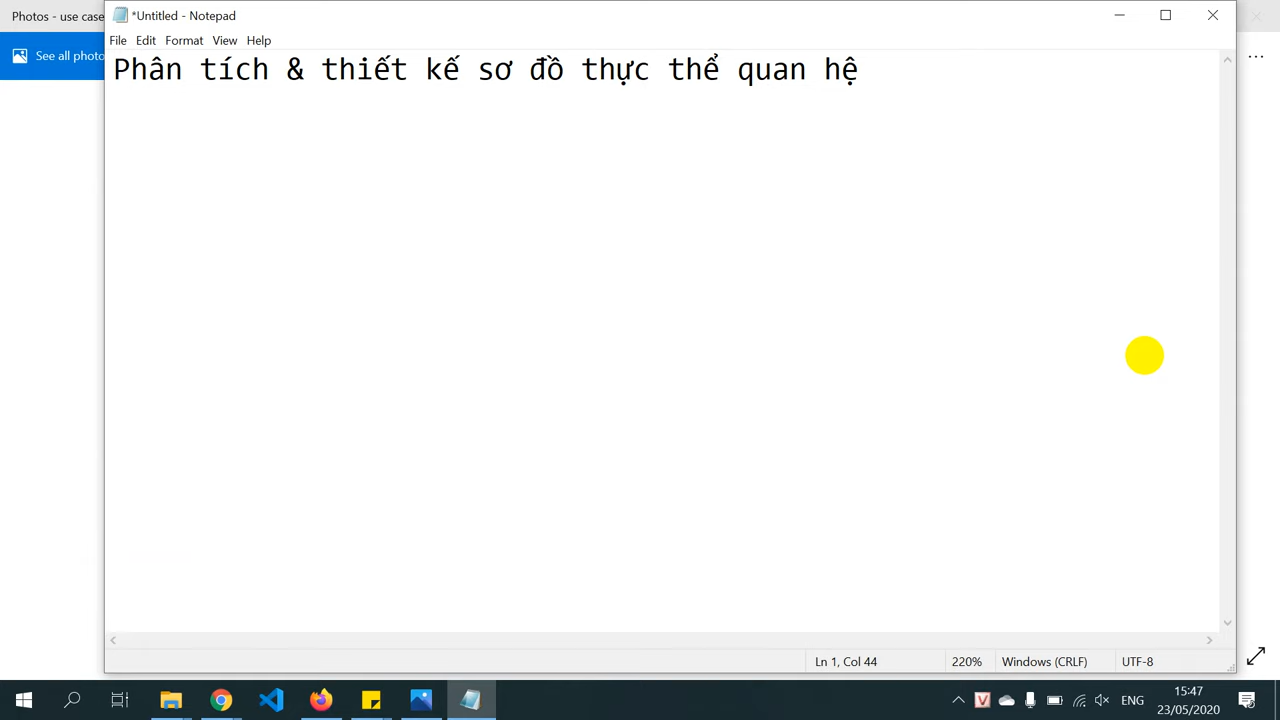 Photos - use case
*Untitled - Notepad
See all photo
File Edit Format View Help
Phân tích & thiết kế sơ đồ thực thể quan hệ
Ln 1, Col 44
220%
Windows (CRLF)
UTF-8
V
ENG
15:47
23/05/2020